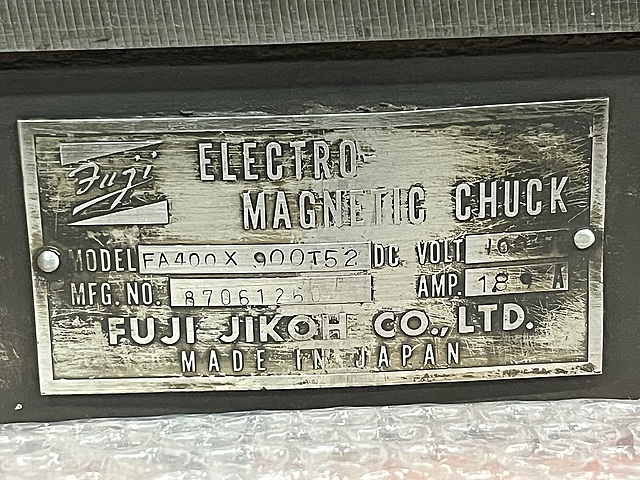 Fuji
ELECTRO-
MAGNETIC CHUCK
MODEL FA400X 900T52 DC. VOLT
MFG. NO. 87061260 AMP. A
FUJI JIKOH CO., LTD.
MADE IN JAPAN